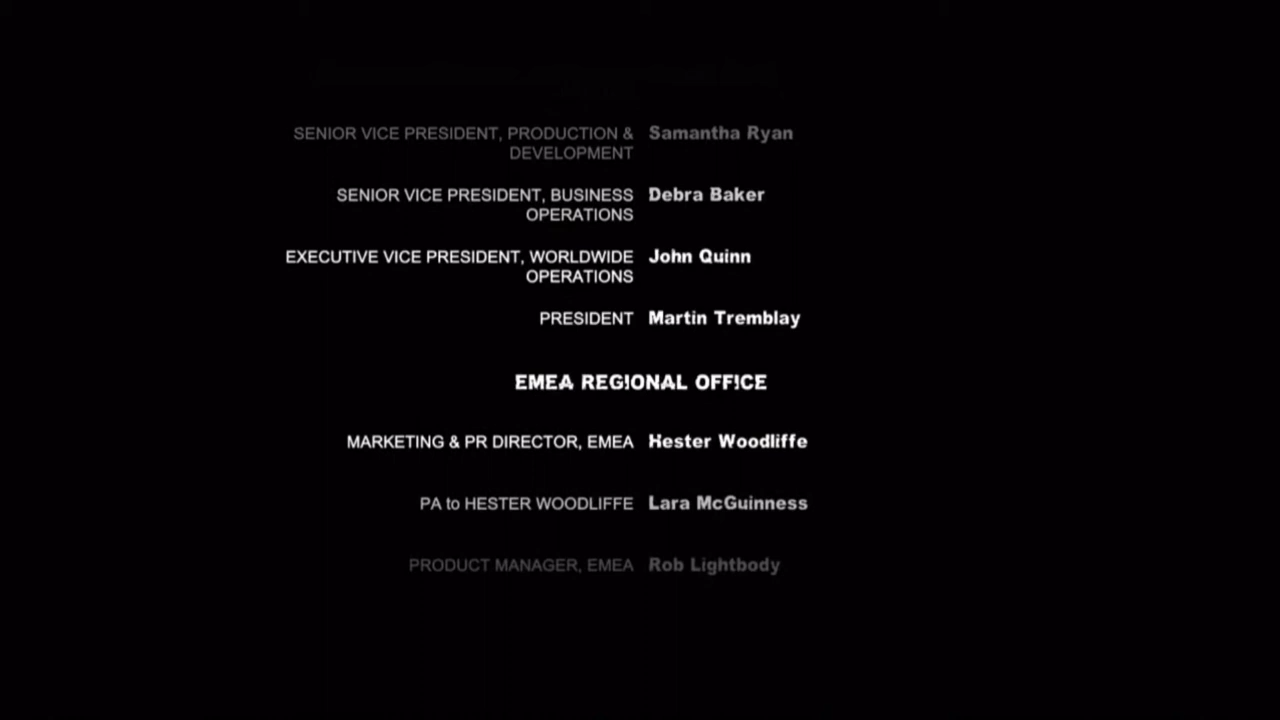 SENIOR VICE PRESIDENT, PRODUCTION & Samantha Ryan
DEVELOPMENT
SENIOR VICE PRESIDENT, BUSINESS Debra Baker
OPERATIONS
EXECUTIVE VICE PRESIDENT, WORLDWIDE John Quinn
OPERATIONS
PRESIDENT Martin Tremblay
EMEA REGIONAL OFFICE
MARKETING & PR DIRECTOR, EMEA Hester Woodliffe
PA to HESTER WOODLIFFE Lara McGuinness
PRODUCT MANAGER, EMEA Rob Lightbody